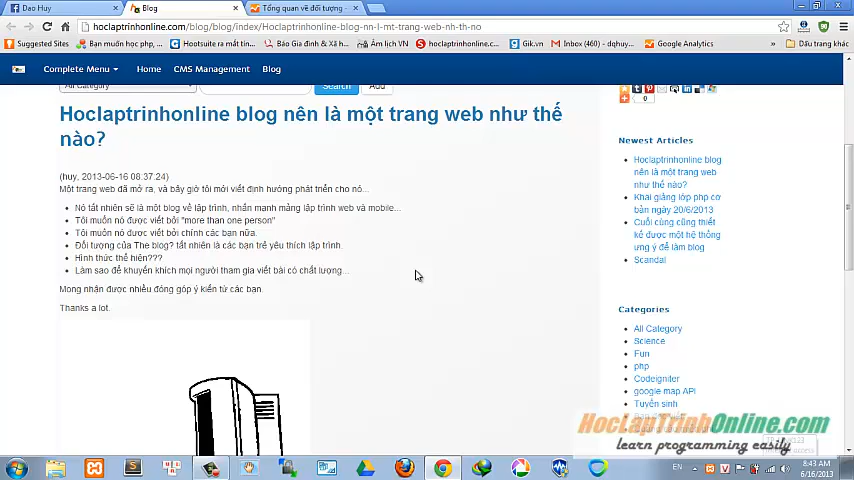 Dao Huy
Blog
Tổng quan về đối tượng -
hoclaptrinhonline.com/blog/blog/index/Hoclaptrinhonline-blog-nn-l-mt-trang-web-nh-th-no
Suggested Sites
Bạn muốn học php, ...
Hootsuite ra mắt trang...
Báo Gia đình & Xã h...
Âm lịch VN
hoclaptrinhonline.c...
Gik.vn
Inbox (460) - dqhuy...
Google Analytics
Dấu trang khác
Complete Menu
Home
CMS Management
Blog
All Category
Search
Add
Hoclaptrinhonline blog nên là một trang web như thế
nào?
(huy, 2013-06-16 08:37:24)
Một trang web đã mở ra, và bây giờ tôi mới viết định hướng phát triển cho nó...
Nó tất nhiên sẽ là một blog về lập trình, nhấn mạnh mảng lập trình web và mobile...
Tôi muốn nó được viết bởi "more than one person"
Tôi muốn nó được viết bởi chính các bạn nữa.
Đối tượng của The blog? tất nhiên là các bạn trẻ yêu thích lập trình.
Hình thức thể hiện???
Làm sao để khuyến khích mọi người tham gia viết bài có chất lượng...
Mong nhận được nhiều đóng góp ý kiến từ các bạn.
Thanks a lot.
0
Newest Articles
Hoclaptrinhonline blog
nên là một trang web
như thế nào?
Khai giảng lớp php cơ
bản ngày 20/6/2013
Cuối cùng cũng thiết
kế được một hệ thống
ưng ý để làm blog
Scandal
Categories
All Category
Science
Fun
php
Codeigniter
google map API
Tuyển sinh
HocLapTrinhOnline.com
learn programming easily
EN
8:43 AM
6/16/2013